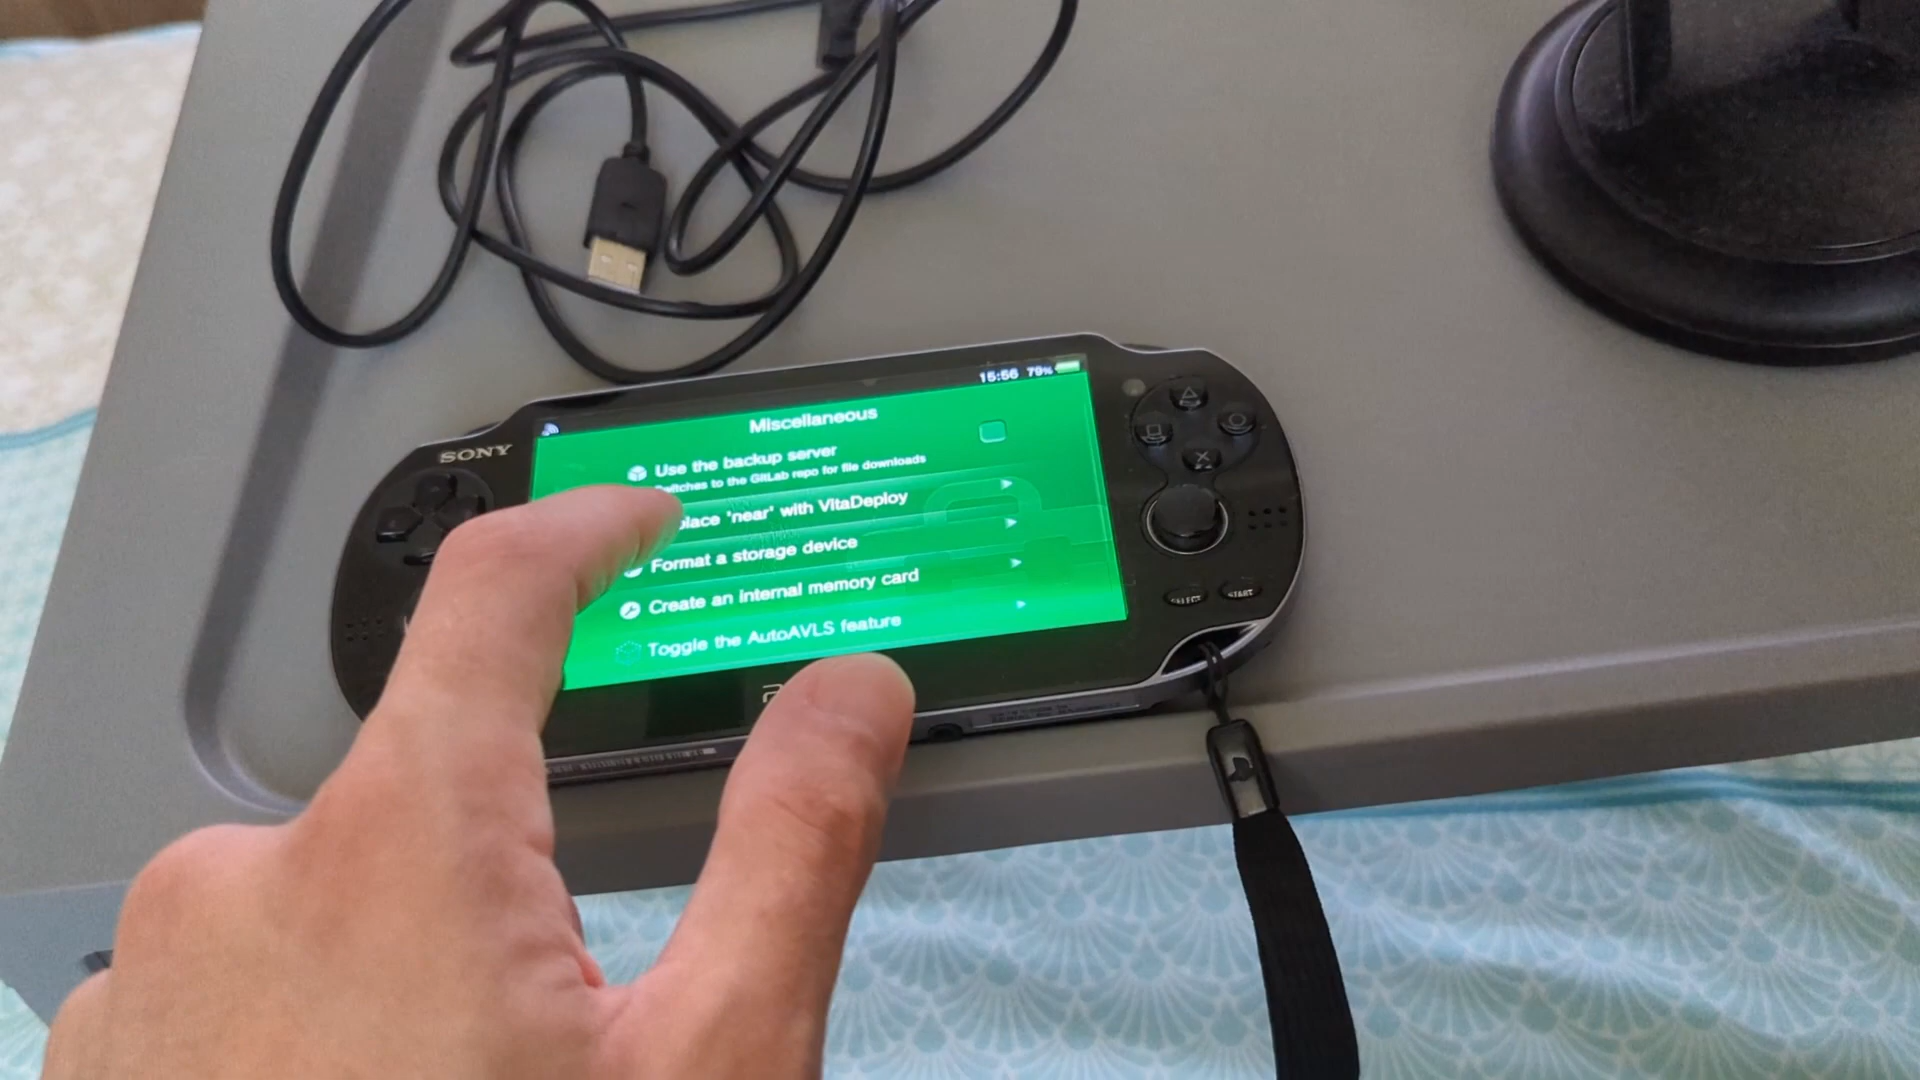 SONY
15:56 79%
Miscellaneous
Use the backup server
Switches to the GitLab repo for file downloads
place 'near' with VitaDeploy
Format a storage device
Create an internal memory card
Toggle the AutoAVLS feature
SELECT
START